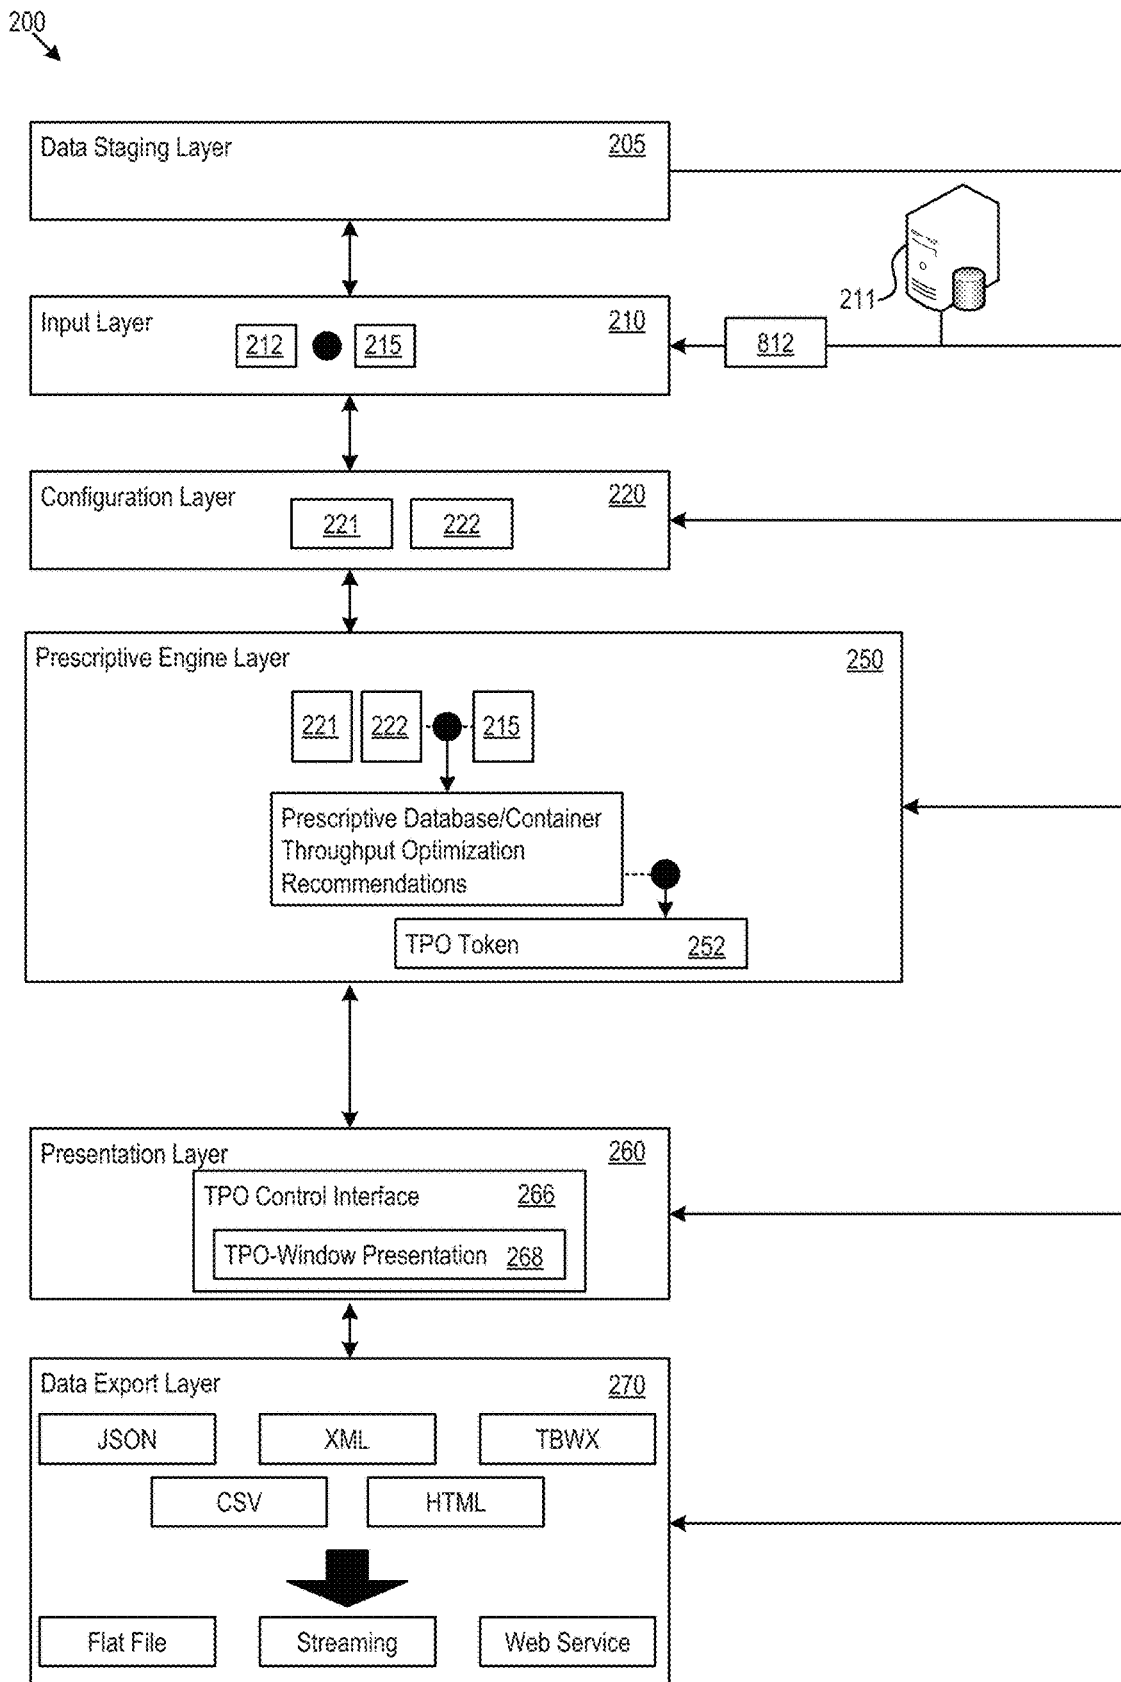 200
Data Staging Layer 205
211
Input Layer 210
212 215
812
Configuration Layer 220
221 222
Prescriptive Engine Layer 250
221 222 215
Prescriptive Database/Container
Throughput Optimization
Recommendations
TPO Token 252
Presentation Layer 260
TPO Control Interface 266
TPO-Window Presentation 268
Data Export Layer 270
JSON XML TBWX
CSV HTML
Flat File Streaming Web Service